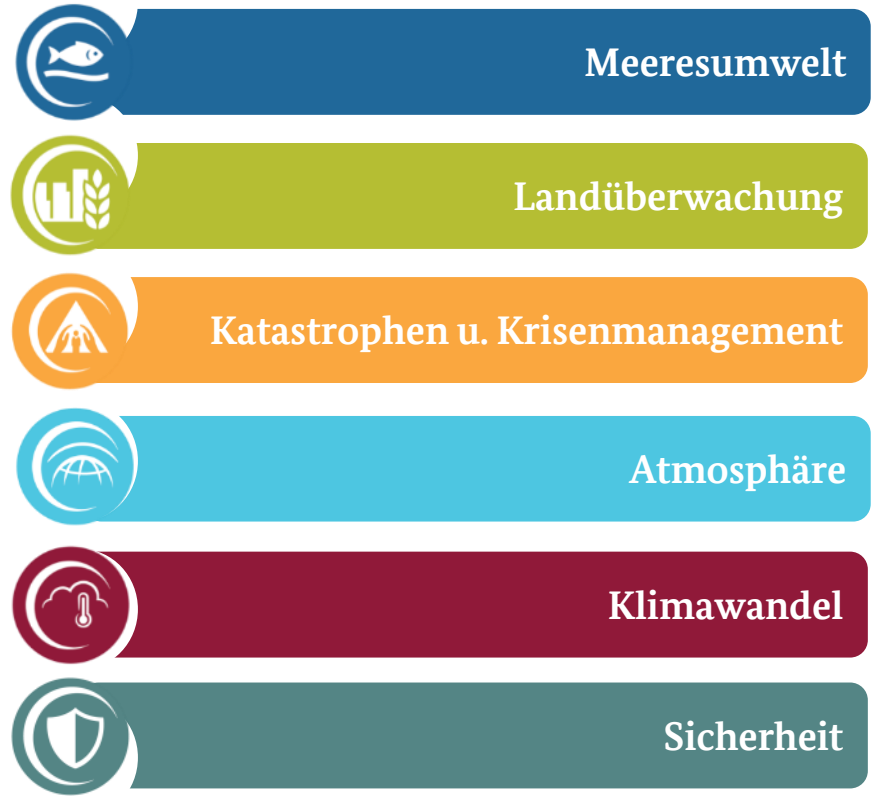 Meeresumwelt
Landüberwachung
Katastrophen u. Krisenmanagement
Atmosphäre
Klimawandel
Sicherheit